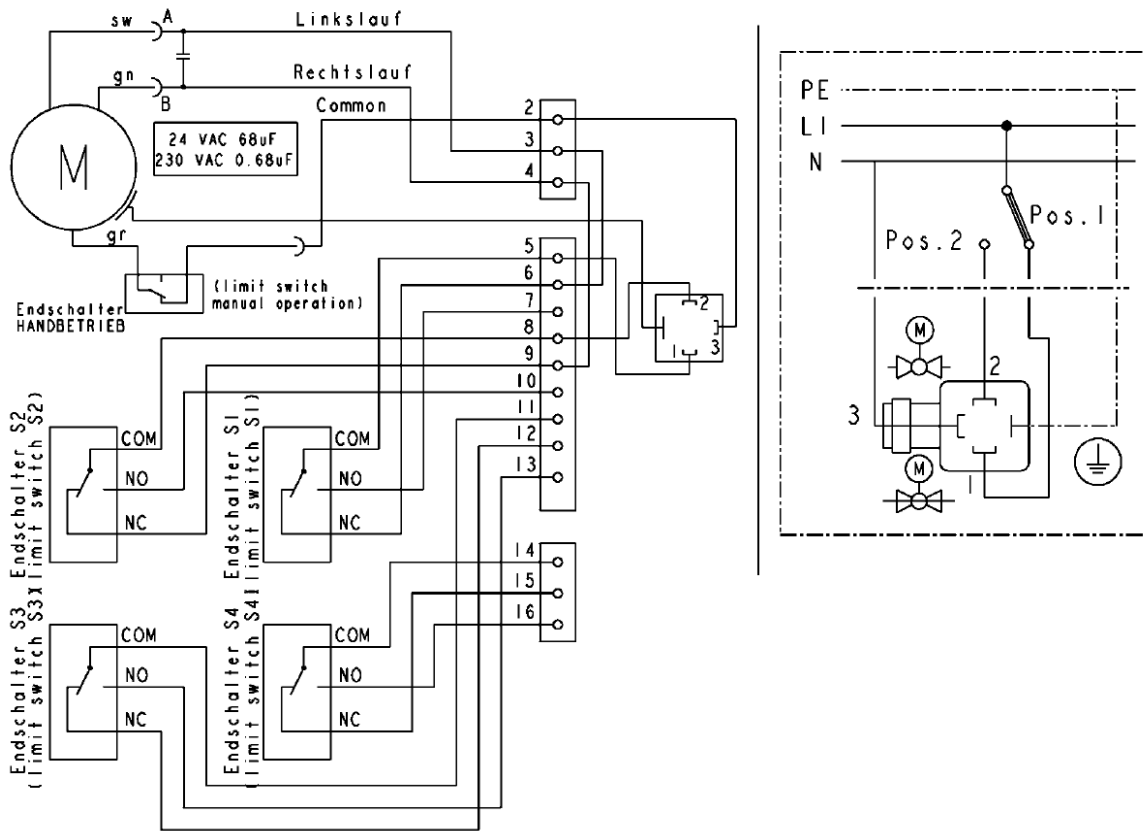 sw
A
Linkslauf
gn
B
Rechtslauf
Common
24 VAC 68uF
230 VAC 0.68uF
M
gr
Endschalter
HANDBETRIEB
(limit switch
manual operation)
2
3
4
5
6
7
8
9
10
11
12
13
14
15
16
2
1
3
Endschalter S2
(limit switch S2)
COM
NO
NC
Endschalter S1
(limit switch S1)
COM
NO
NC
Endschalter S3
(limit switch S3)
COM
NO
NC
Endschalter S4
(limit switch S4)
COM
NO
NC
PE
L1
N
Pos.1
Pos.2
M
2
3
M
1